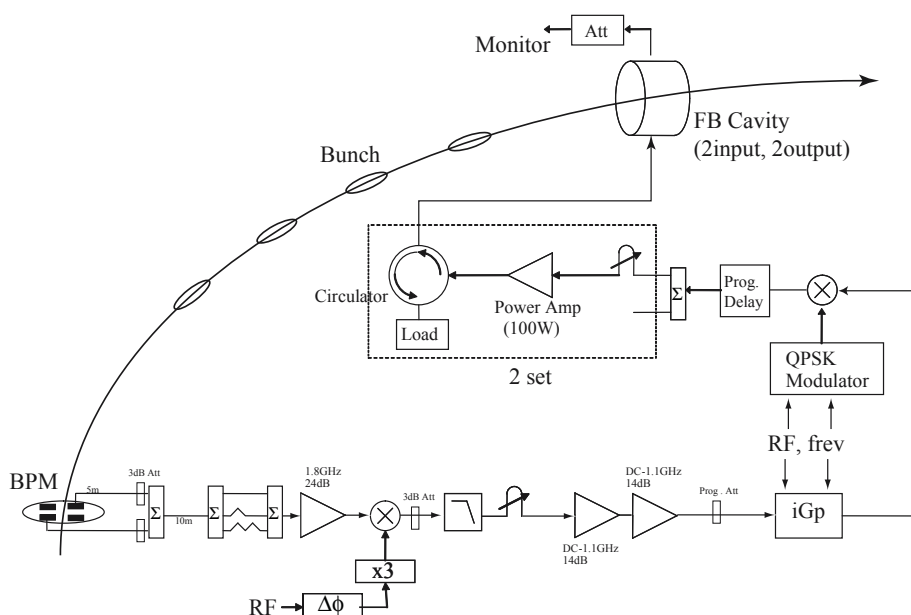 Monitor
Att
FB Cavity
(2input, 2output)
Bunch
Circulator
Load
Power Amp
(100W)
Σ
Prog.
Delay
2 set
QPSK
Modulator
RF, frev
BPM
5m
3dB Att
Σ
10m
Σ
Σ
1.8GHz
24dB
3dB Att
DC-1.1GHz
14dB
DC-1.1GHz
14dB
Prog . Att
iGp
x3
RF
Δϕ